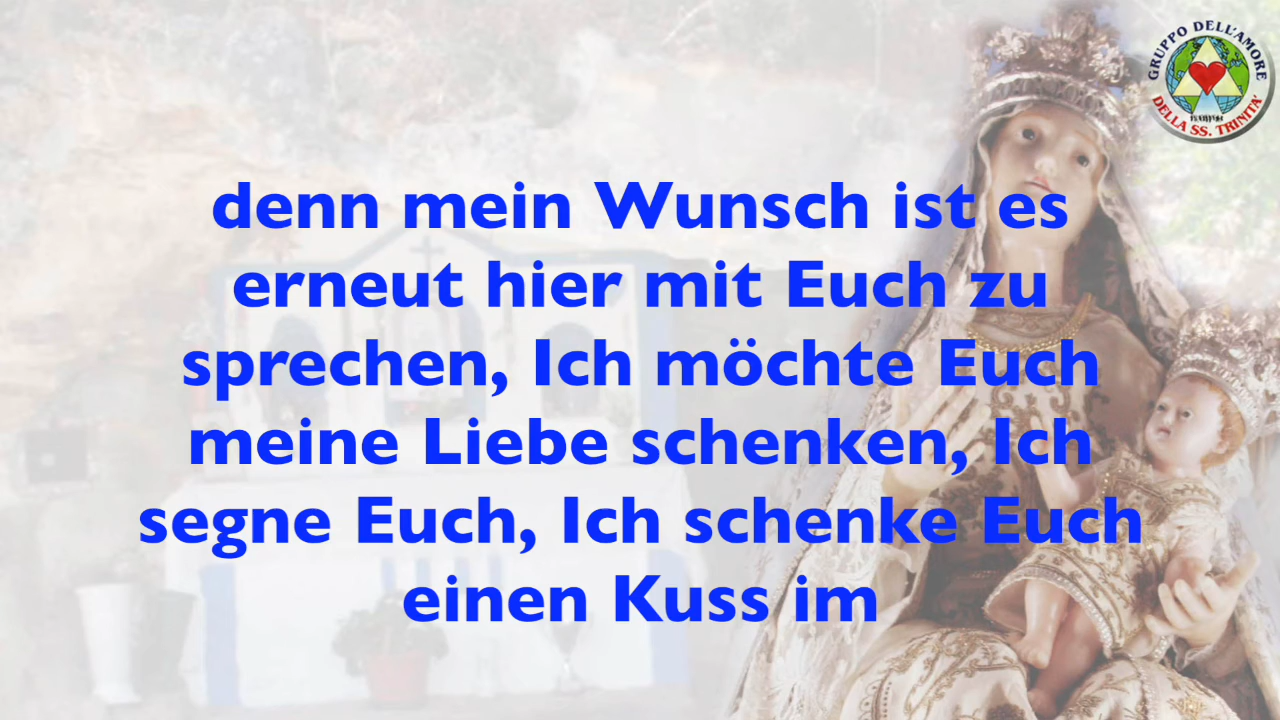 GRUPPO DELL'AMORE
DELLA SS. TRINITA'
denn mein Wunsch ist es
erneut hier mit Euch zu
sprechen, Ich möchte Euch
meine Liebe schenken, Ich
segne Euch, Ich schenke Euch
einen Kuss im